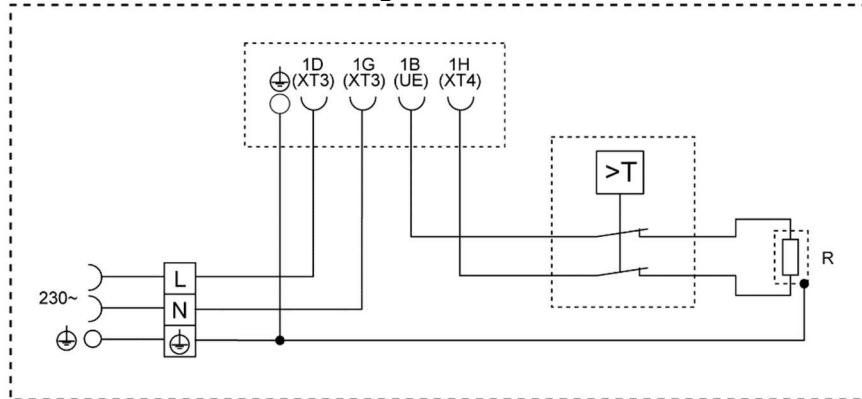 1D 1G 1B 1H
(XT3) (XT3) (UE) (XT4)
>T
R
L
230~
N